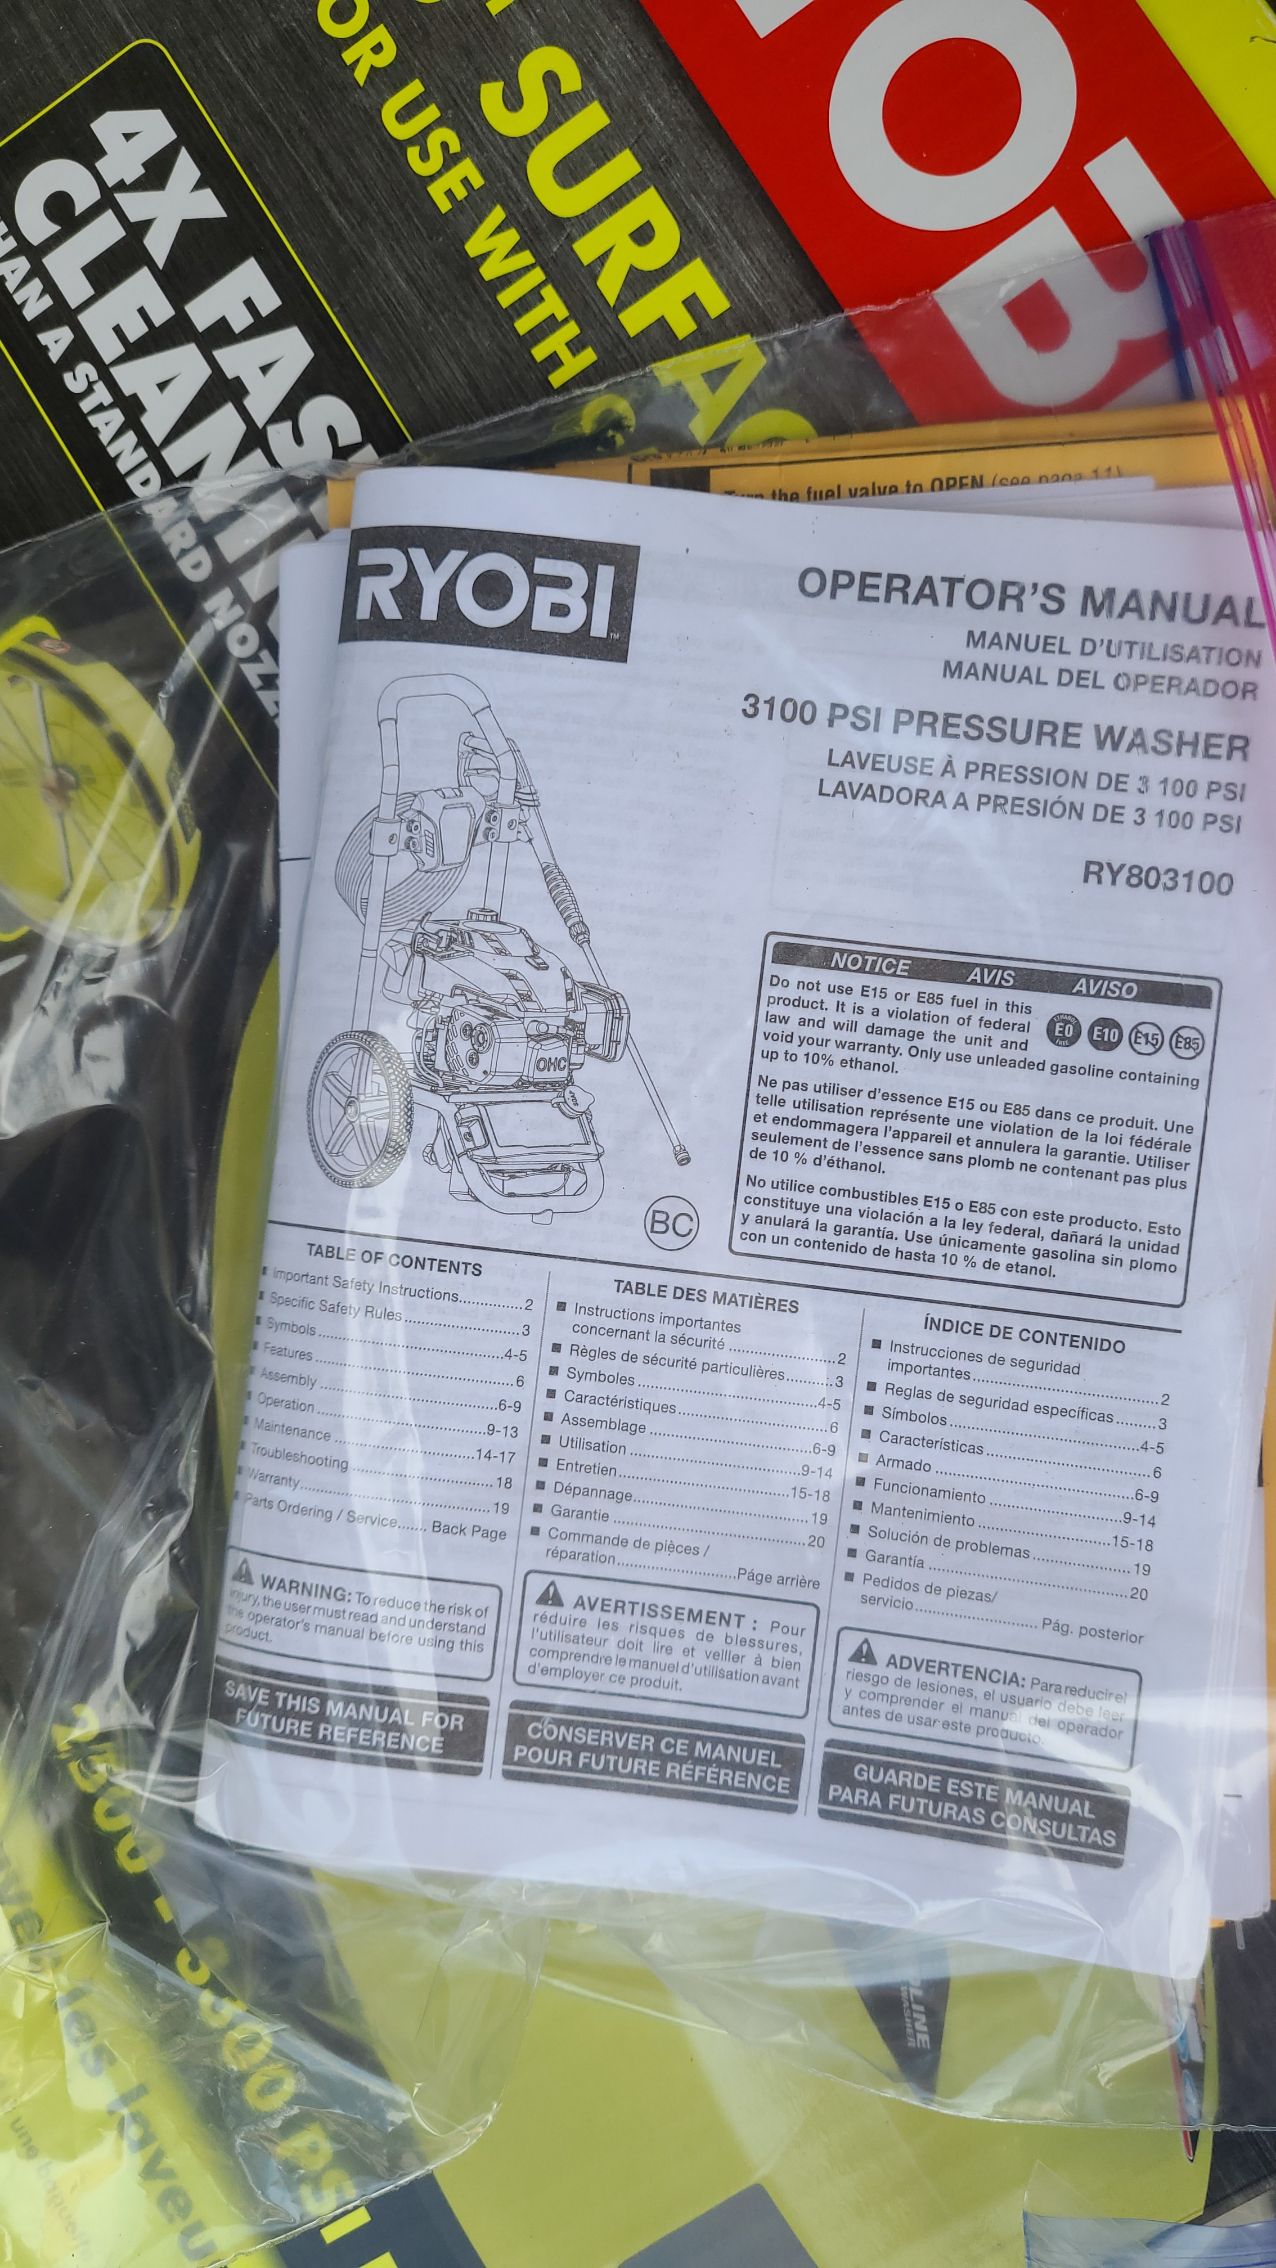 4X FAS
CLEAN
HAN A STANDARD NOZZ
SURFAC
OR USE WITH
Turn the fuel valve to OPEN (see page 11)
RYOBI™
OPERATOR'S MANUAL
MANUEL D'UTILISATION
MANUAL DEL OPERADOR
3100 PSI PRESSURE WASHER
LAVEUSE À PRESSION DE 3 100 PSI
LAVADORA A PRESIÓN DE 3 100 PSI
RY803100
NOTICE AVIS AVISO
Do not use E15 or E85 fuel in this
product. It is a violation of federal
law and will damage the unit and
void your warranty. Only use unleaded gasoline containing
up to 10% ethanol.
E0 E10 E15 E85
Ne pas utiliser d'essence E15 ou E85 dans ce produit. Une
telle utilisation représente une violation de la loi fédérale
et endommagera l'appareil et annulera la garantie. Utiliser
seulement de l'essence sans plomb ne contenant pas plus
de 10 % d'éthanol.
No utilice combustibles E15 o E85 con este producto. Esto
constituye una violación a la ley federal, dañará la unidad
y anulará la garantía. Use únicamente gasolina sin plomo
con un contenido de hasta 10 % de etanol.
OHC
BC
TABLE OF CONTENTS
■ Important Safety Instructions..............2
■ Specific Safety Rules..........................3
■ Symbols..........................................4-5
■ Features.............................................6
■ Assembly........................................6-9
■ Operation......................................9-13
■ Maintenance...............................14-17
■ Troubleshooting................................18
■ Warranty...........................................19
■ Parts Ordering / Service....... Back Page
TABLE DES MATIÈRES
■ Instructions importantes
concernant la sécurité........................2
■ Règles de sécurité particulières..........3
■ Symboles........................................4-5
■ Caractéristiques..................................6
■ Assemblage.....................................6-9
■ Utilisation......................................9-14
■ Entretien......................................15-18
■ Dépannage........................................19
■ Garantie.............................................20
■ Commande de pièces /
réparation..........................Páge arrière
ÍNDICE DE CONTENIDO
■ Instrucciones de seguridad
importantes........................................2
■ Reglas de seguridad específicas.........3
■ Símbolos..........................................4-5
■ Características....................................6
■ Armado............................................6-9
■ Funcionamiento.............................9-14
■ Mantenimiento............................15-18
■ Solución de problemas.....................19
■ Garantía............................................20
■ Pedidos de piezas/
servicio.......................... Pág. posterior
WARNING: To reduce the risk of
injury, the user must read and understand
the operator's manual before using this
product.
AVERTISSEMENT : Pour
réduire les risques de blessures,
l'utilisateur doit lire et veiller à bien
comprendre le manuel d'utilisation avant
d'employer ce produit.
ADVERTENCIA: Para reducir el
riesgo de lesiones, el usuario debe leer
y comprender el manual del operador
antes de usar este producto.
SAVE THIS MANUAL FOR
FUTURE REFERENCE
CONSERVER CE MANUEL
POUR FUTURE RÉFÉRENCE
GUARDE ESTE MANUAL
PARA FUTURAS CONSULTAS
PSI